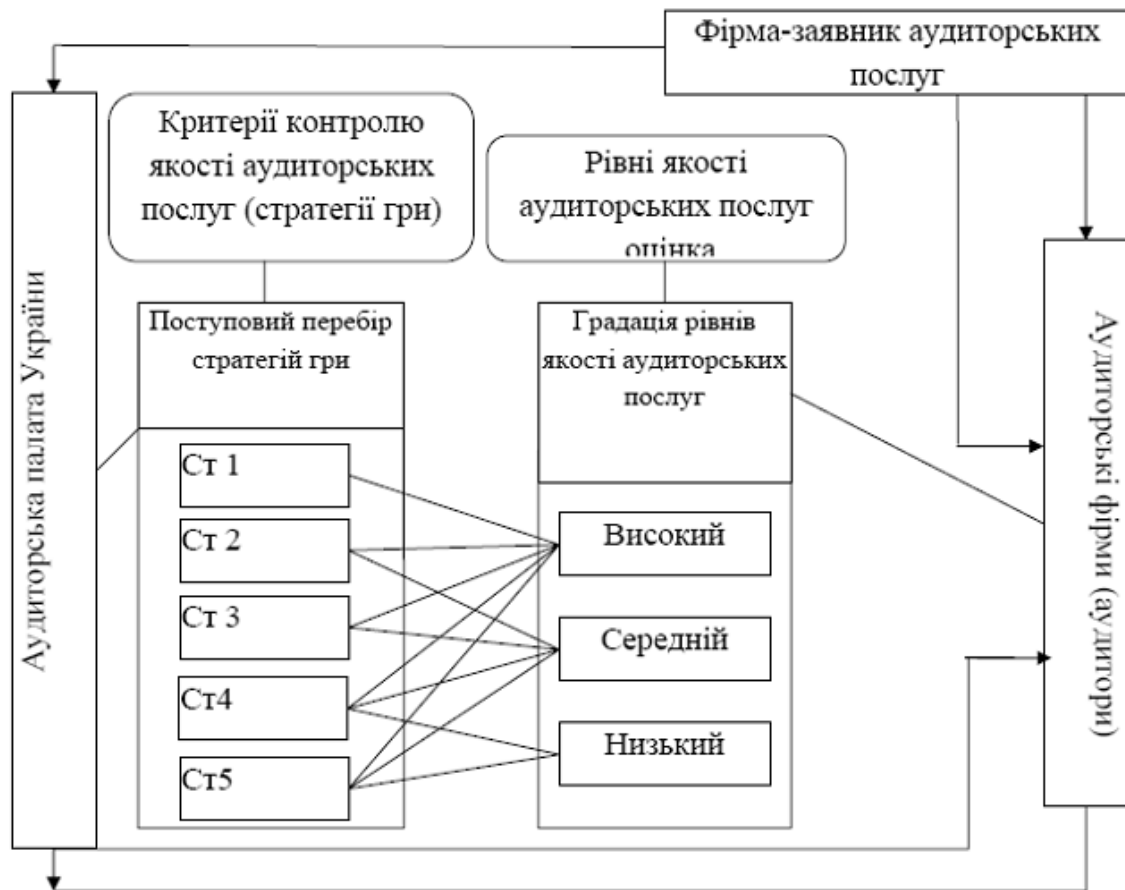 Фірма-заявник аудиторських
послуг
Критерії контролю
якості аудиторських
послуг (стратегії гри)
Рівні якості
аудиторських послуг
оцінка
Аудиторська палата України
Поступовий перебір
стратегій гри
Градація рівнів
якості аудиторських
послуг
Аудиторські фірми (аудитори)
Ст 1
Ст 2
Ст 3
Ст4
Ст5
Високий
Середній
Низький